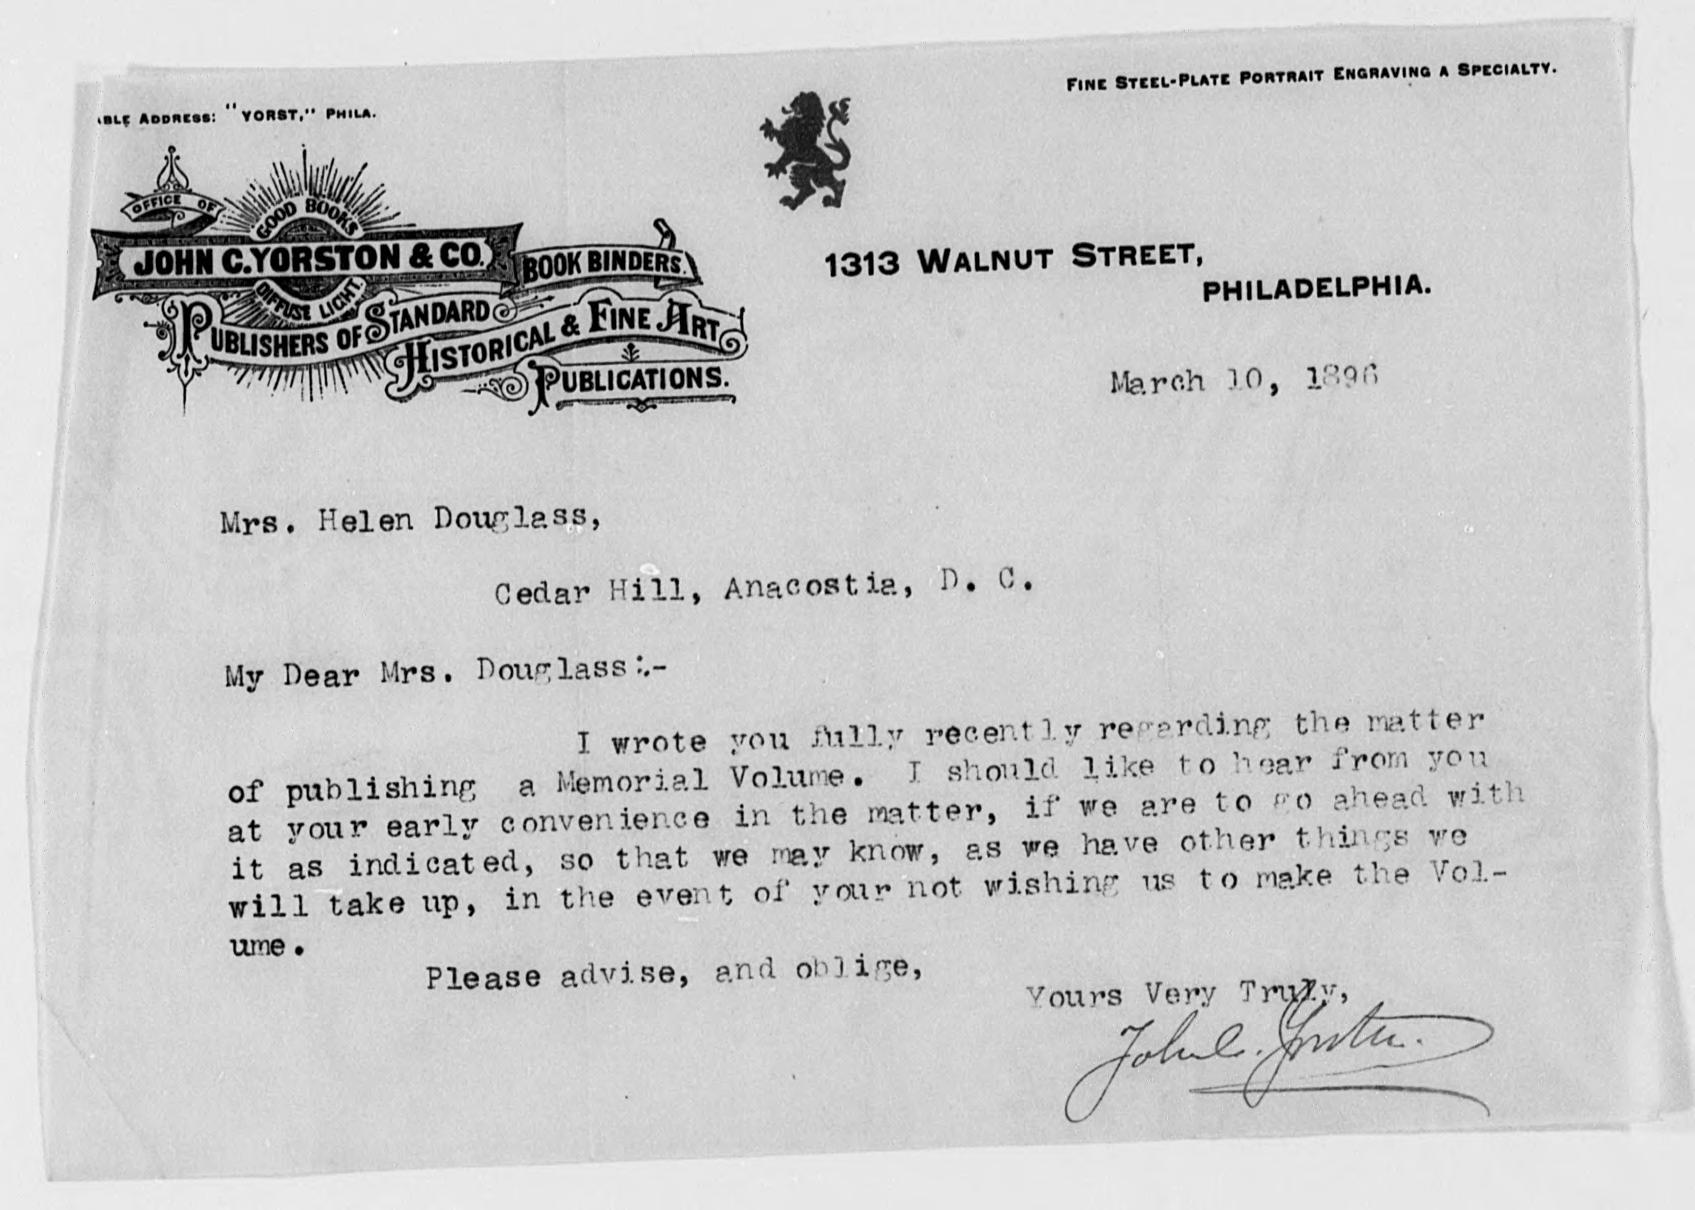 FINE STEEL-PLATE PORTRAIT ENGRAVING A SPECIALTY.
ABLE ADDRESS: "YORST," PHILA.
OFFICE OF
GOOD BOOKS
JOHN C. YORSTON & CO.
BOOK BINDERS.
DIFFUSE LIGHT.
PUBLISHERS OF STANDARD
HISTORICAL & FINE ART
PUBLICATIONS.
1313 WALNUT STREET,
PHILADELPHIA.
March 10, 1896
Mrs. Helen Douglass,
Cedar Hill, Anacostia, D. C.
My Dear Mrs. Douglass:-
I wrote you fully recently regarding the matter
of publishing a Memorial Volume. I should like to hear from you
at your early convenience in the matter, if we are to go ahead with
it as indicated, so that we may know, as we have other things we
will take up, in the event of your not wishing us to make the Vol-
ume.
Please advise, and oblige,
Yours Very Truly,
John C. Yorston.